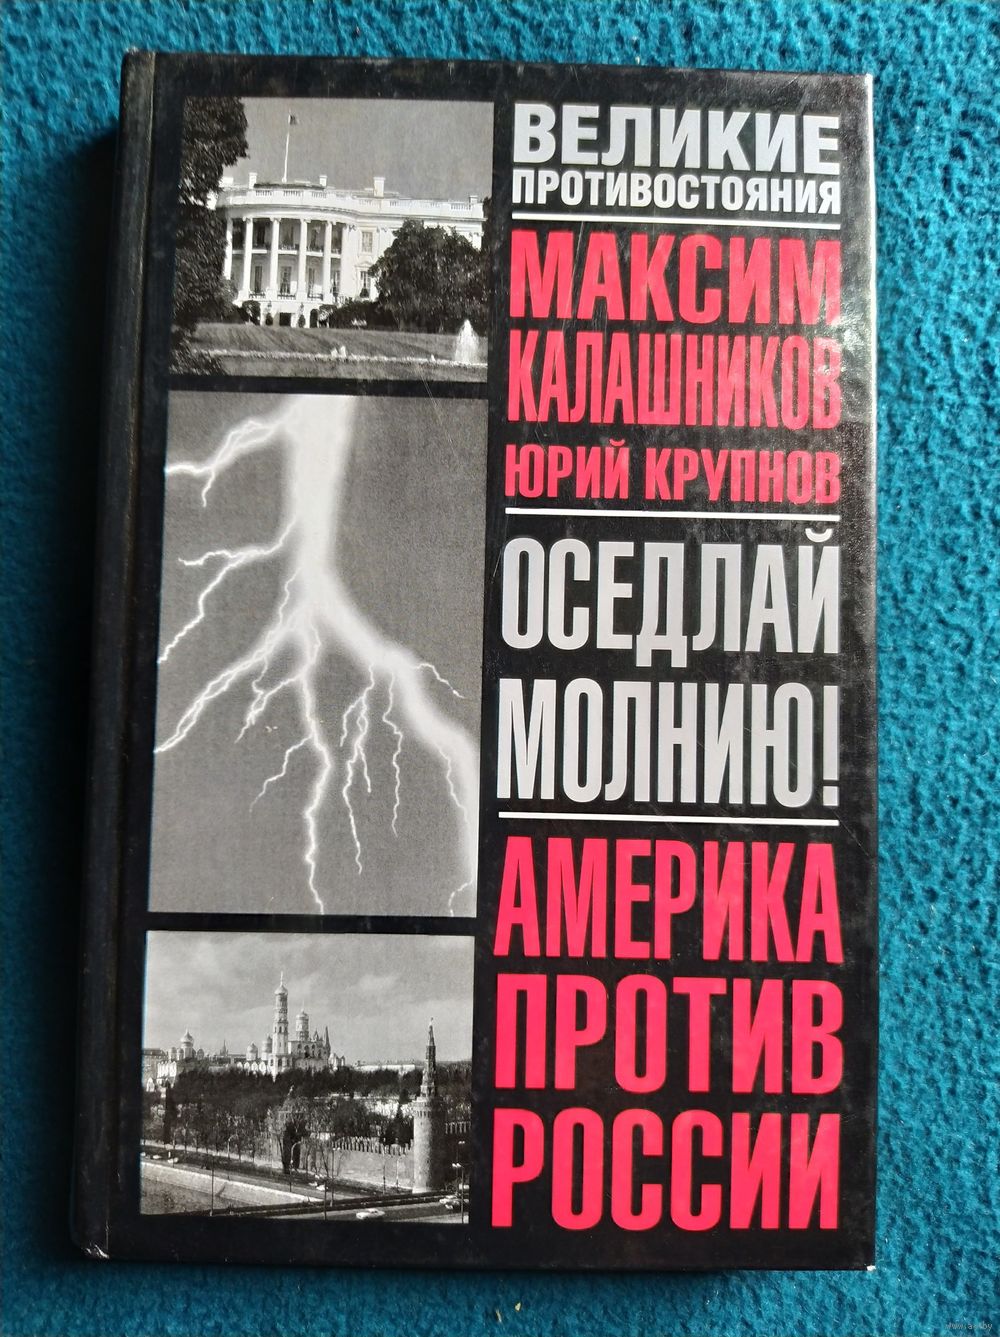 ВЕЛИКИЕ
ПРОТИВОСТОЯНИЯ
МАКСИМ
КАЛАШНИКОВ
ЮРИЙ КРУПНОВ
ОСЕДЛАЙ
МОЛНИЮ!
АМЕРИКА
ПРОТИВ
РОССИИ